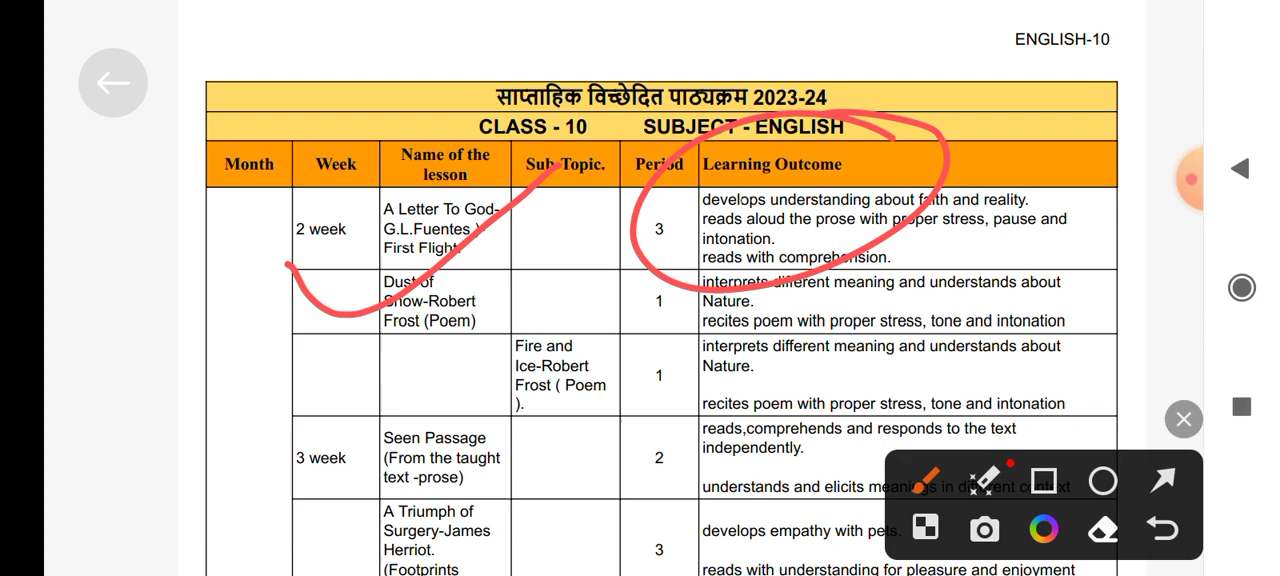 ENGLISH-10
साप्ताहिक विच्छेदित पाठ्यक्रम 2023-24
CLASS - 10 SUBJECT - ENGLISH
Month Week Name of the lesson Sub-Topic. Period Learning Outcome
2 week
A Letter To God-
G.L.Fuentes )-
First Flight
3
develops understanding about faith and reality.
reads aloud the prose with proper stress, pause and
intonation.
reads with comprehension.
Dust of
Snow-Robert
Frost (Poem)
1
interprets different meaning and understands about
Nature.
recites poem with proper stress, tone and intonation
Fire and
Ice-Robert
Frost ( Poem
).
1
interprets different meaning and understands about
Nature.
recites poem with proper stress, tone and intonation
3 week
Seen Passage
(From the taught
text -prose)
2
reads,comprehends and responds to the text
independently.
understands and elicits meanings in different context
A Triumph of
Surgery-James
Herriot.
(Footprints
3
develops empathy with pets.
reads with understanding for pleasure and enjoyment